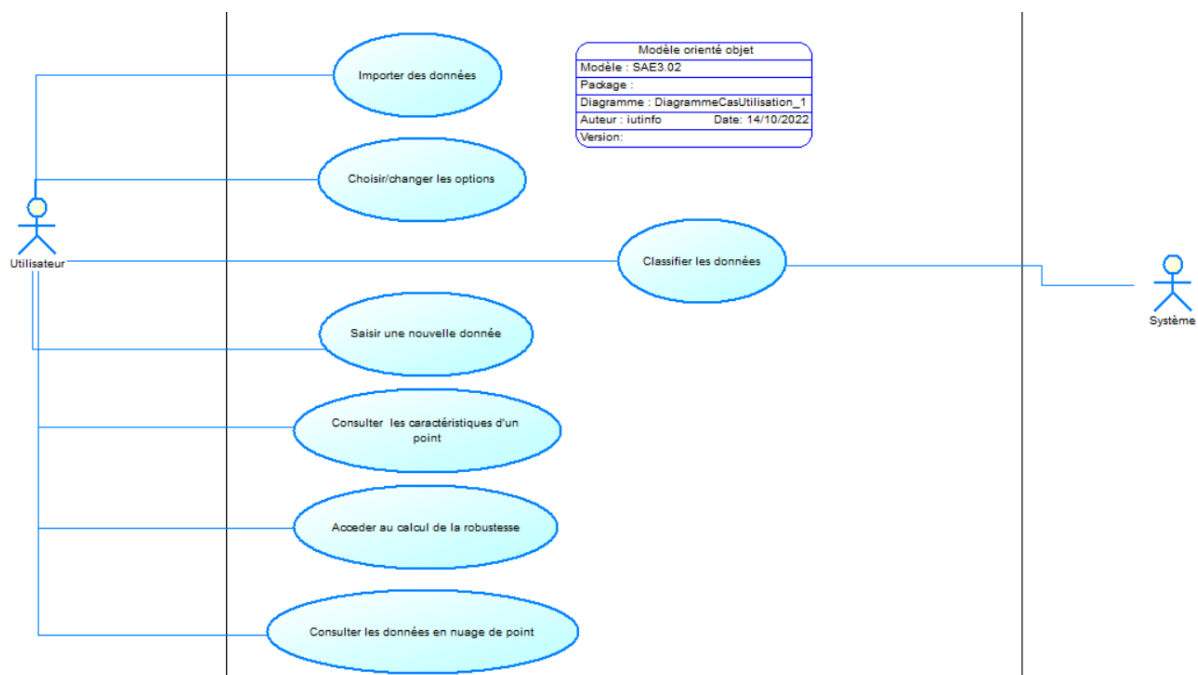 Importer des données
Modèle orienté objet
Modèle : SAE3.02
Package :
Diagramme : DiagrammeCasUtilisation_1
Auteur : iutinfo Date: 14/10/2022
Version:
Choisir/changer les options
Utilisateur
Classifier les données
Système
Saisir une nouvelle donnée
Consulter les caractéristiques d'un
point
Acceder au calcul de la robustesse
Consulter les données en nuage de point